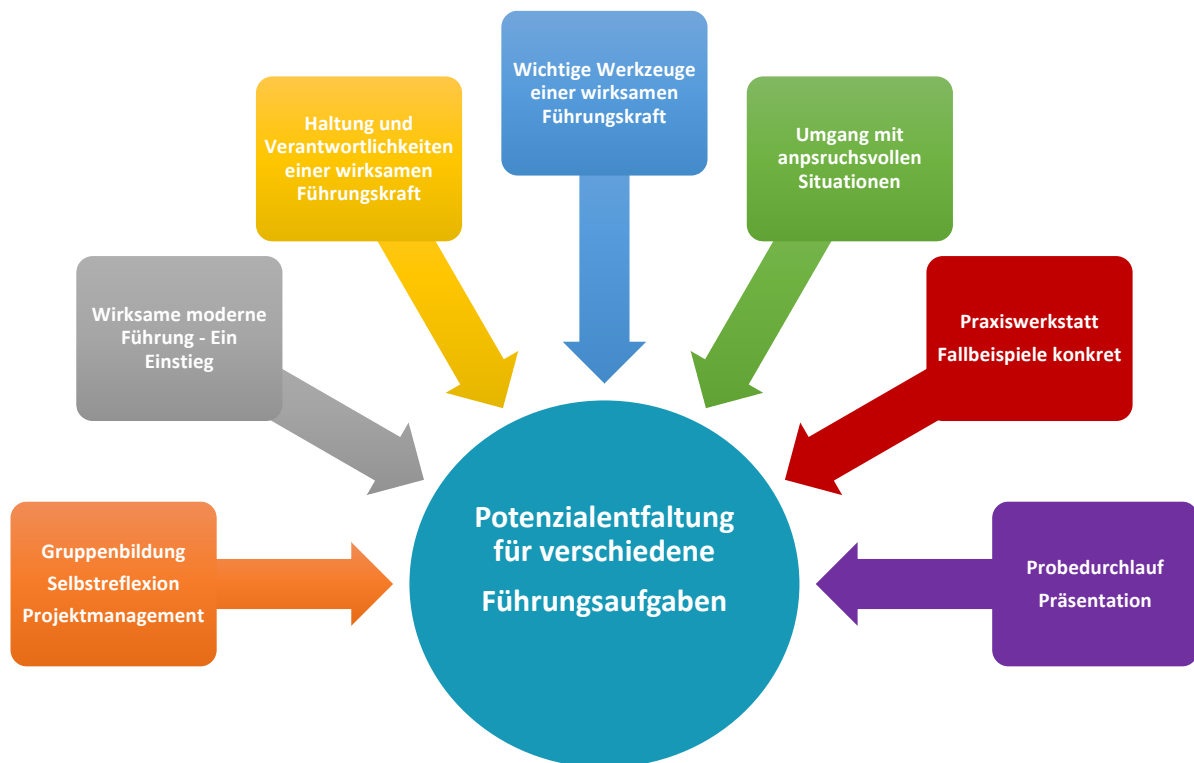 Wichtige Werkzeuge
einer wirksamen
Führungskraft
Haltung und
Verantwortlichkeiten
einer wirksamen
Führungskraft
Umgang mit
anpsruchsvollen
Situationen
Wirksame moderne
Führung - Ein
Einstieg
Praxiswerkstatt
Fallbeispiele konkret
Gruppenbildung
Selbstreflexion
Projektmanagement
Potenzialentfaltung
für verschiedene
Führungsaufgaben
Probedurchlauf
Präsentation